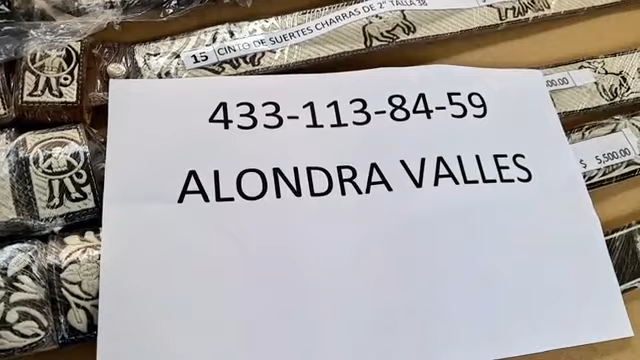 15 CINTO DE SUERTES CHARRAS DE 2" TALLA 38
433-113-84-59
ALONDRA VALLES
$ 5,500.00